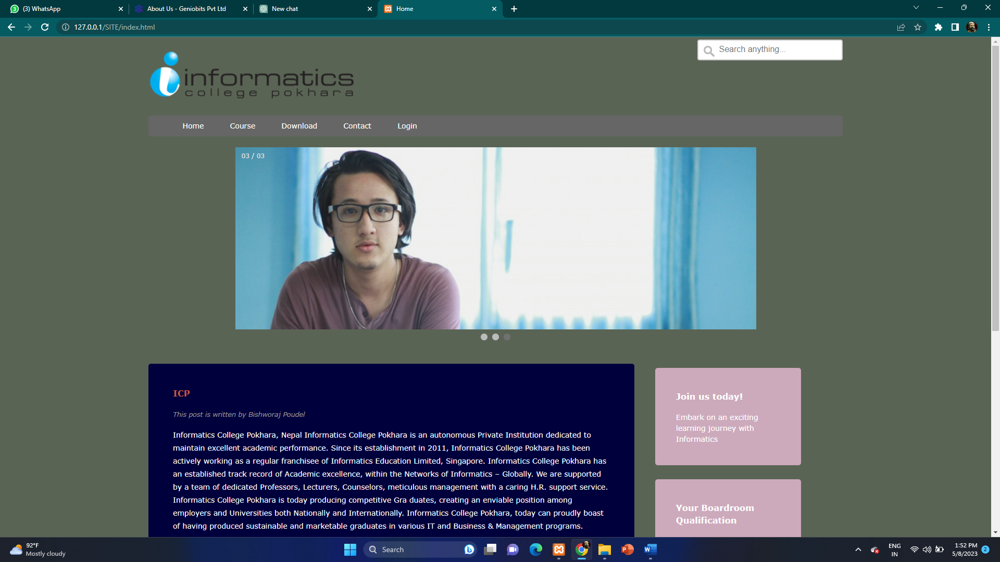 (3) WhatsApp
About Us - Geniobits Pvt Ltd
New chat
Home
127.0.0.1/SITE/index.html
Search anything...
informatics
college pokhara
Home Course Download Contact Login
03 / 03
ICP
This post is written by Bishworaj Poudel
Informatics College Pokhara, Nepal Informatics College Pokhara is an autonomous Private Institution dedicated to
maintain excellent academic performance. Since its establishment in 2011, Informatics College Pokhara has been
actively working as a regular franchisee of Informatics Education Limited, Singapore. Informatics College Pokhara has
an established track record of Academic excellence, within the Networks of Informatics – Globally. We are supported
by a team of dedicated Professors, Lecturers, Counselors, meticulous management with a caring H.R. support service.
Informatics College Pokhara is today producing competitive Gra duates, creating an enviable position among
employers and Universities both Nationally and Internationally. Informatics College Pokhara, today can proudly boast
of having produced sustainable and marketable graduates in various IT and Business & Management programs.
Join us today!
Embark on an exciting
learning journey with
Informatics
Your Boardroom
Qualification
92°F
Mostly cloudy
Search
ENG
IN
1:52 PM
5/8/2023
2